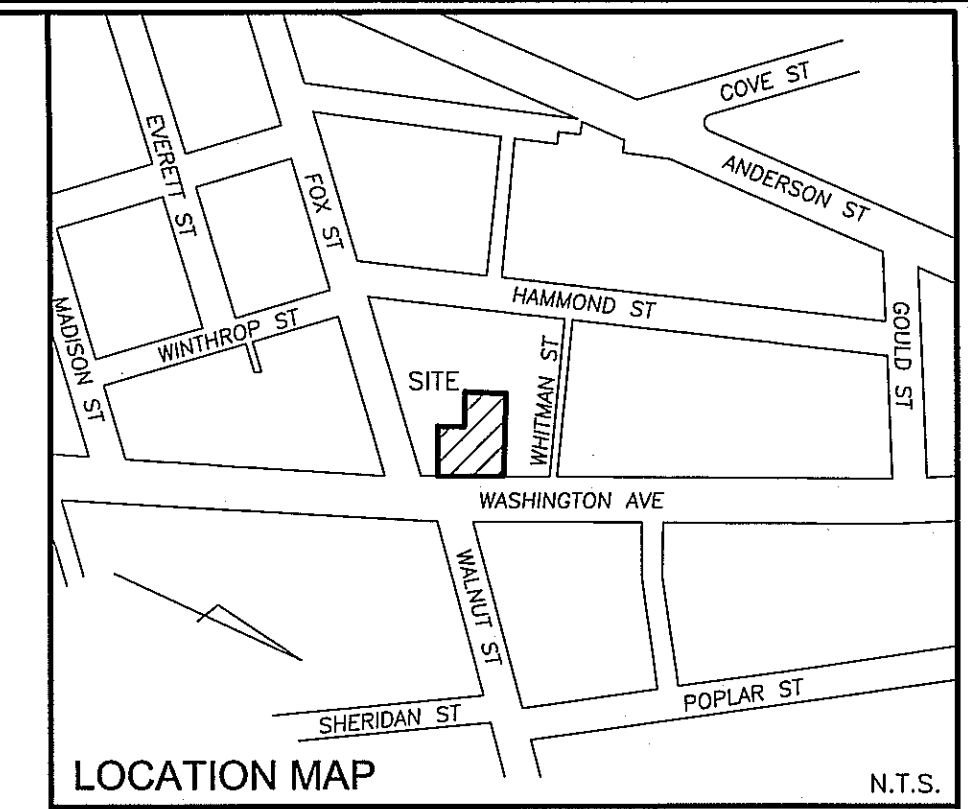 COVE ST
EVERETT ST
ANDERSON ST
FOX ST
HAMMOND ST
MADISON ST
WINTHROP ST
GOULD ST
SITE
WHITMAN ST
WASHINGTON AVE
WALNUT ST
POPLAR ST
SHERIDAN ST
LOCATION MAP
N.T.S.